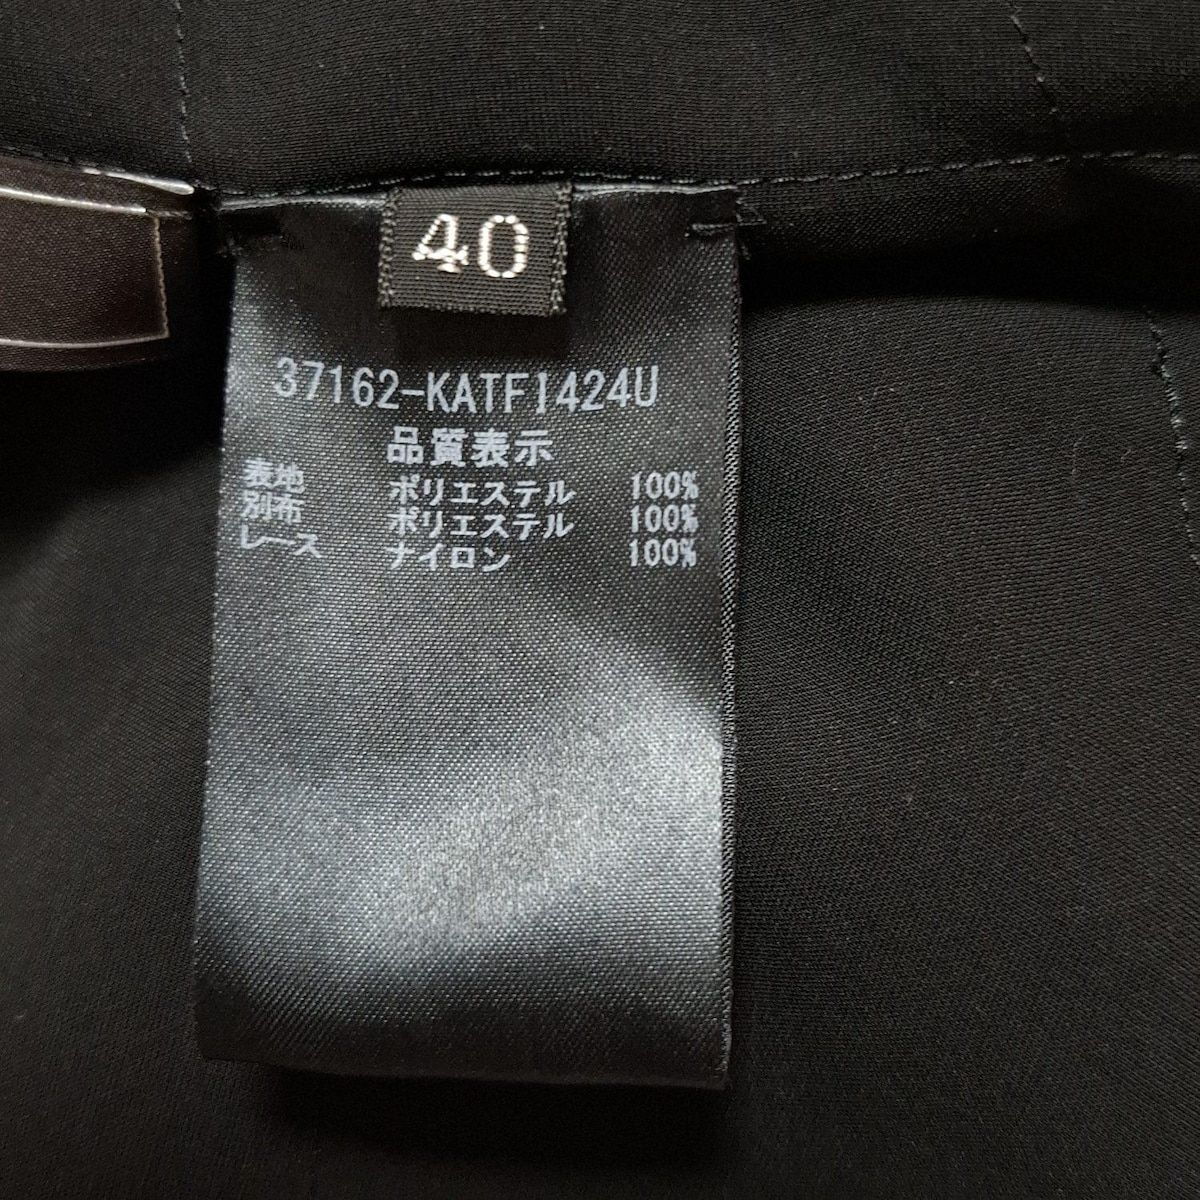 40
37162-KATFI424U
品質表示
表地 ポリエステル 100%
別布 ポリエステル 100%
レース ナイロン 100%